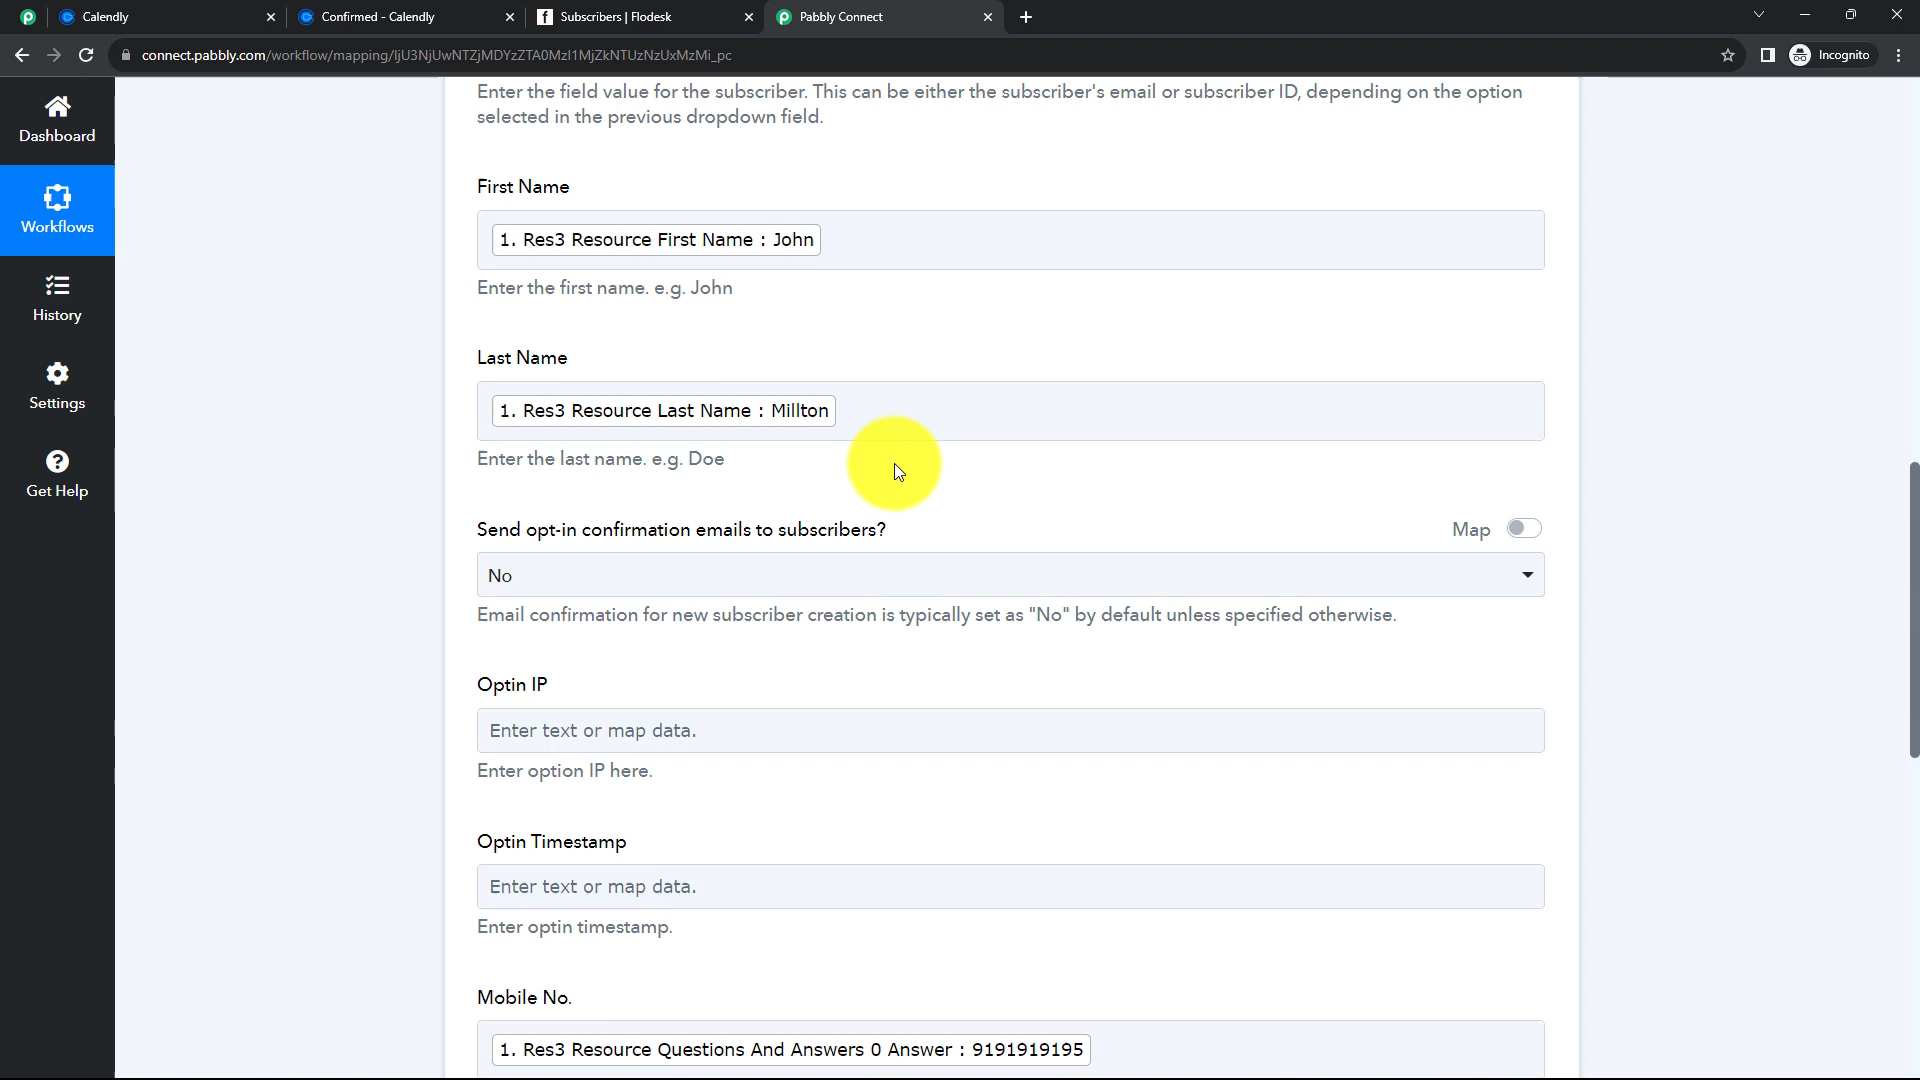 Calendly
Confirmed - Calendly
Subscribers | Flodesk
Pabbly Connect
connect.pabbly.com/workflow/mapping/IjU3NjUwNTZjMDYzZTA0MzI1MjZkNTUzNzUxMzMi_pc
Incognito
Dashboard
Workflows
History
Settings
Get Help
Enter the field value for the subscriber. This can be either the subscriber's email or subscriber ID, depending on the option
selected in the previous dropdown field.
First Name
1. Res3 Resource First Name : John
Enter the first name. e.g. John
Last Name
1. Res3 Resource Last Name : Millton
Enter the last name. e.g. Doe
Send opt-in confirmation emails to subscribers?
Map
No
Email confirmation for new subscriber creation is typically set as "No" by default unless specified otherwise.
Optin IP
Enter text or map data.
Enter option IP here.
Optin Timestamp
Enter text or map data.
Enter optin timestamp.
Mobile No.
1. Res3 Resource Questions And Answers 0 Answer : 9191919195